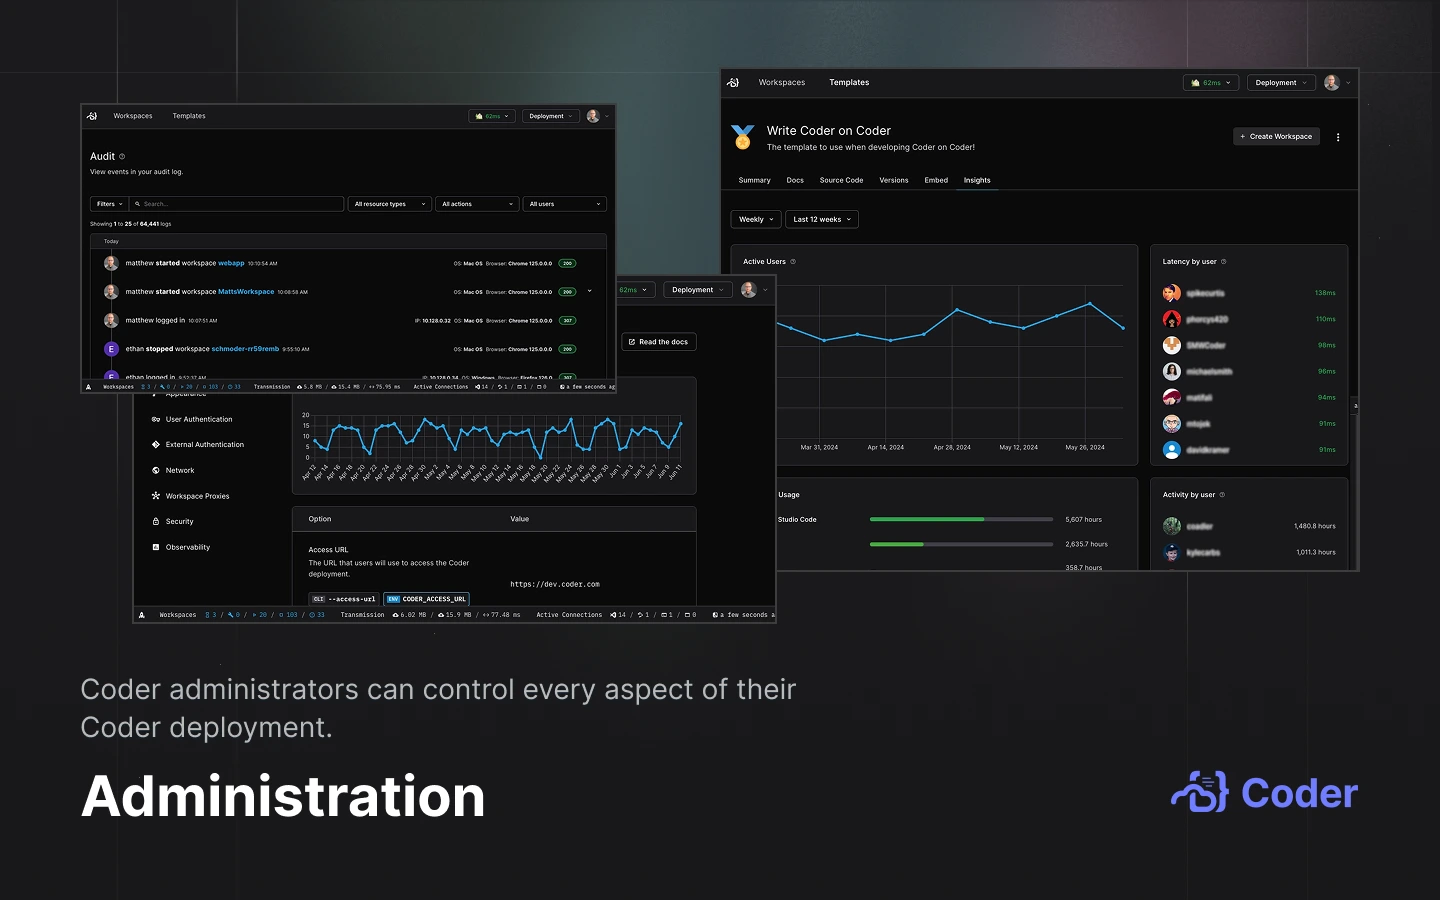 Workspaces
Templates
62ms
Deployment
Audit
View events in your audit log.
Filters
Search...
All resource types
All actions
All users
Showing 1 to 25 of 64,441 logs
Today
matthew started workspace webapp 10:10:54 AM
OS: Mac OS Browser: Chrome 125.0.0.0 200
matthew started workspace MattsWorkspace 10:08:58 AM
OS: Mac OS Browser: Chrome 125.0.0.0 200
matthew logged in 10:07:51 AM
IP: 10.128.0.32 OS: Mac OS Browser: Chrome 125.0.0.0 307
E
ethan stopped workspace schmoder-rr59remb 9:55:10 AM
OS: Mac OS Browser: Chrome 125.0.0.0 200
E
ethan logged in 9:52:37 AM
IP: 10.128.0.34 OS: Windows Browser: Firefox 126.0 307
Workspaces 3 / 0 / 20 / 103 / 33 Transmission 5.8 MB / 15.4 MB / 75.95 ms Active Connections 14 / 1 / 1 / 0 a few seconds ag
62ms
Deployment
Read the docs
Appearance
User Authentication
External Authentication
Network
Workspace Proxies
Security
Observability
20
15
10
5
0
Apr 12
Apr 14
Apr 16
Apr 18
Apr 20
Apr 22
Apr 24
Apr 26
Apr 28
Apr 30
May 2
May 4
May 6
May 8
May 10
May 12
May 14
May 16
May 18
May 20
May 22
May 24
May 26
May 28
May 30
Jun 1
Jun 3
Jun 5
Jun 7
Jun 9
Jun 11
Option
Value
Access URL
The URL that users will use to access the Coder
deployment.
https://dev.coder.com
CLI --access-url
ENV CODER_ACCESS_URL
Workspaces 3 / 0 / 20 / 103 / 33 Transmission 6.02 MB / 15.9 MB / 77.48 ms Active Connections 14 / 1 / 1 / 0 a few seconds a
Workspaces
Templates
62ms
Deployment
Write Coder on Coder
The template to use when developing Coder on Coder!
+ Create Workspace
Summary
Docs
Source Code
Versions
Embed
Insights
Weekly
Last 12 weeks
Active Users
Mar 31, 2024
Apr 14, 2024
Apr 28, 2024
May 12, 2024
May 26, 2024
Latency by user
spikecurtis 138ms
phorcys420 110ms
SMWCoder 98ms
michaelsmith 96ms
matifali 94ms
mtojek 91ms
davidkramer 91ms
a
Usage
Studio Code
5,607 hours
2,635.7 hours
358.7 hours
Activity by user
coadler 1,480.8 hours
kylecarbs 1,011.3 hours
Coder administrators can control every aspect of their
Coder deployment.
Administration
Coder